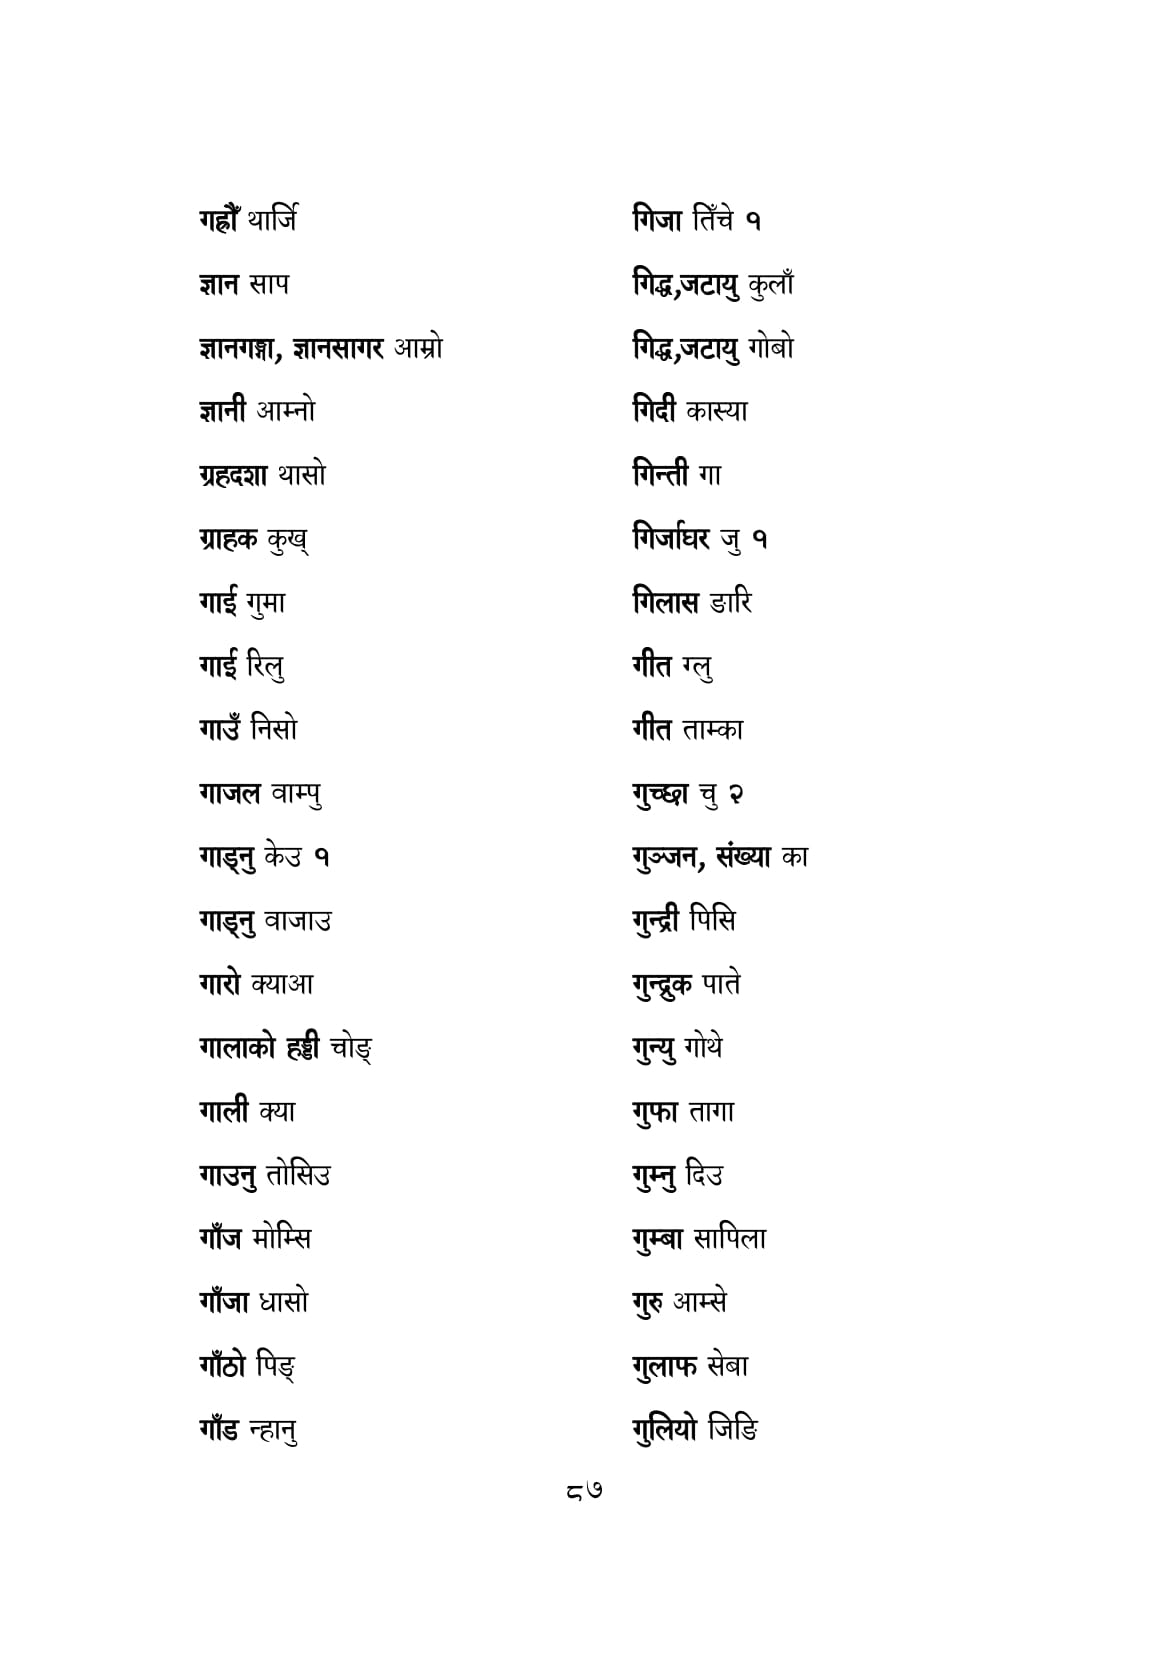 गह्रौँ थार्जि
ज्ञान साप
ज्ञानगङ्गा, ज्ञानसागर आम्रो
ज्ञानी आम्नो
ग्रहदशा थासो
ग्राहक कुख्
गाई गुमा
गाई रिलु
गाउँ निसो
गाजल वाम्पु
गाड्नु केउ १
गाड्नु वाजाउ
गारो क्याआ
गालाको हड्डी चोङ्
गाली क्या
गाउनु तोसिउ
गाँज मोम्सि
गाँजा धासो
गाँठो पिङ्
गाँड न्हानु
गिजा तिँचे १
गिद्ध,जटायु कुलाँ
गिद्ध,जटायु गोबो
गिदी कास्या
गिन्ती गा
गिर्जाघर जु १
गिलास ङारि
गीत ग्लु
गीत ताम्का
गुच्छा चु २
गुञ्जन, संख्या का
गुन्द्री पिसि
गुन्द्रुक पाते
गुन्यु गोथे
गुफा तागा
गुम्नु दिउ
गुम्बा सापिला
गुरु आम्से
गुलाफ सेबा
गुलियो जिङि
८७